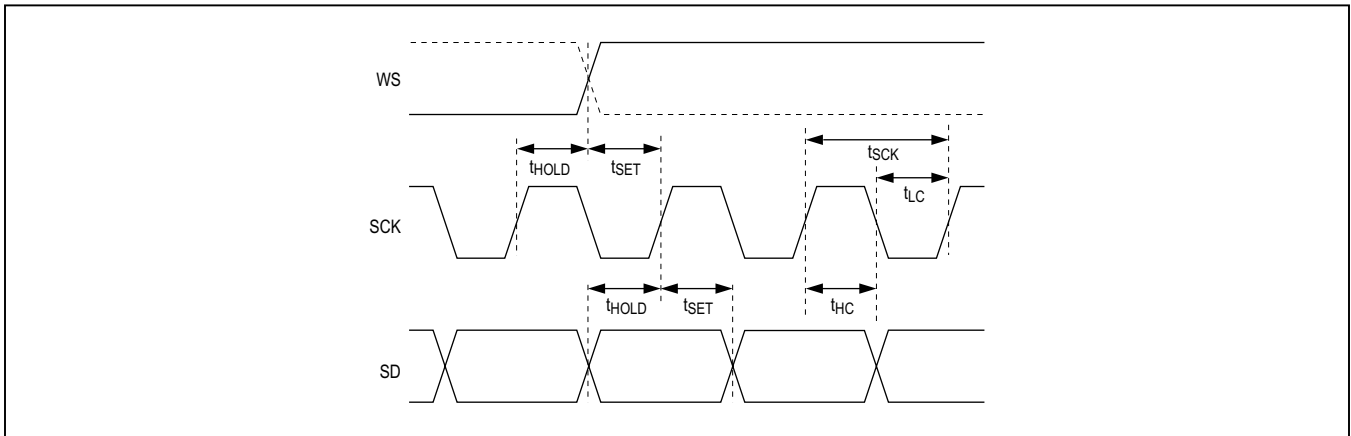 WS
tSCK
tHOLD tSET
tLC
SCK
tHOLD tSET
tHC
SD